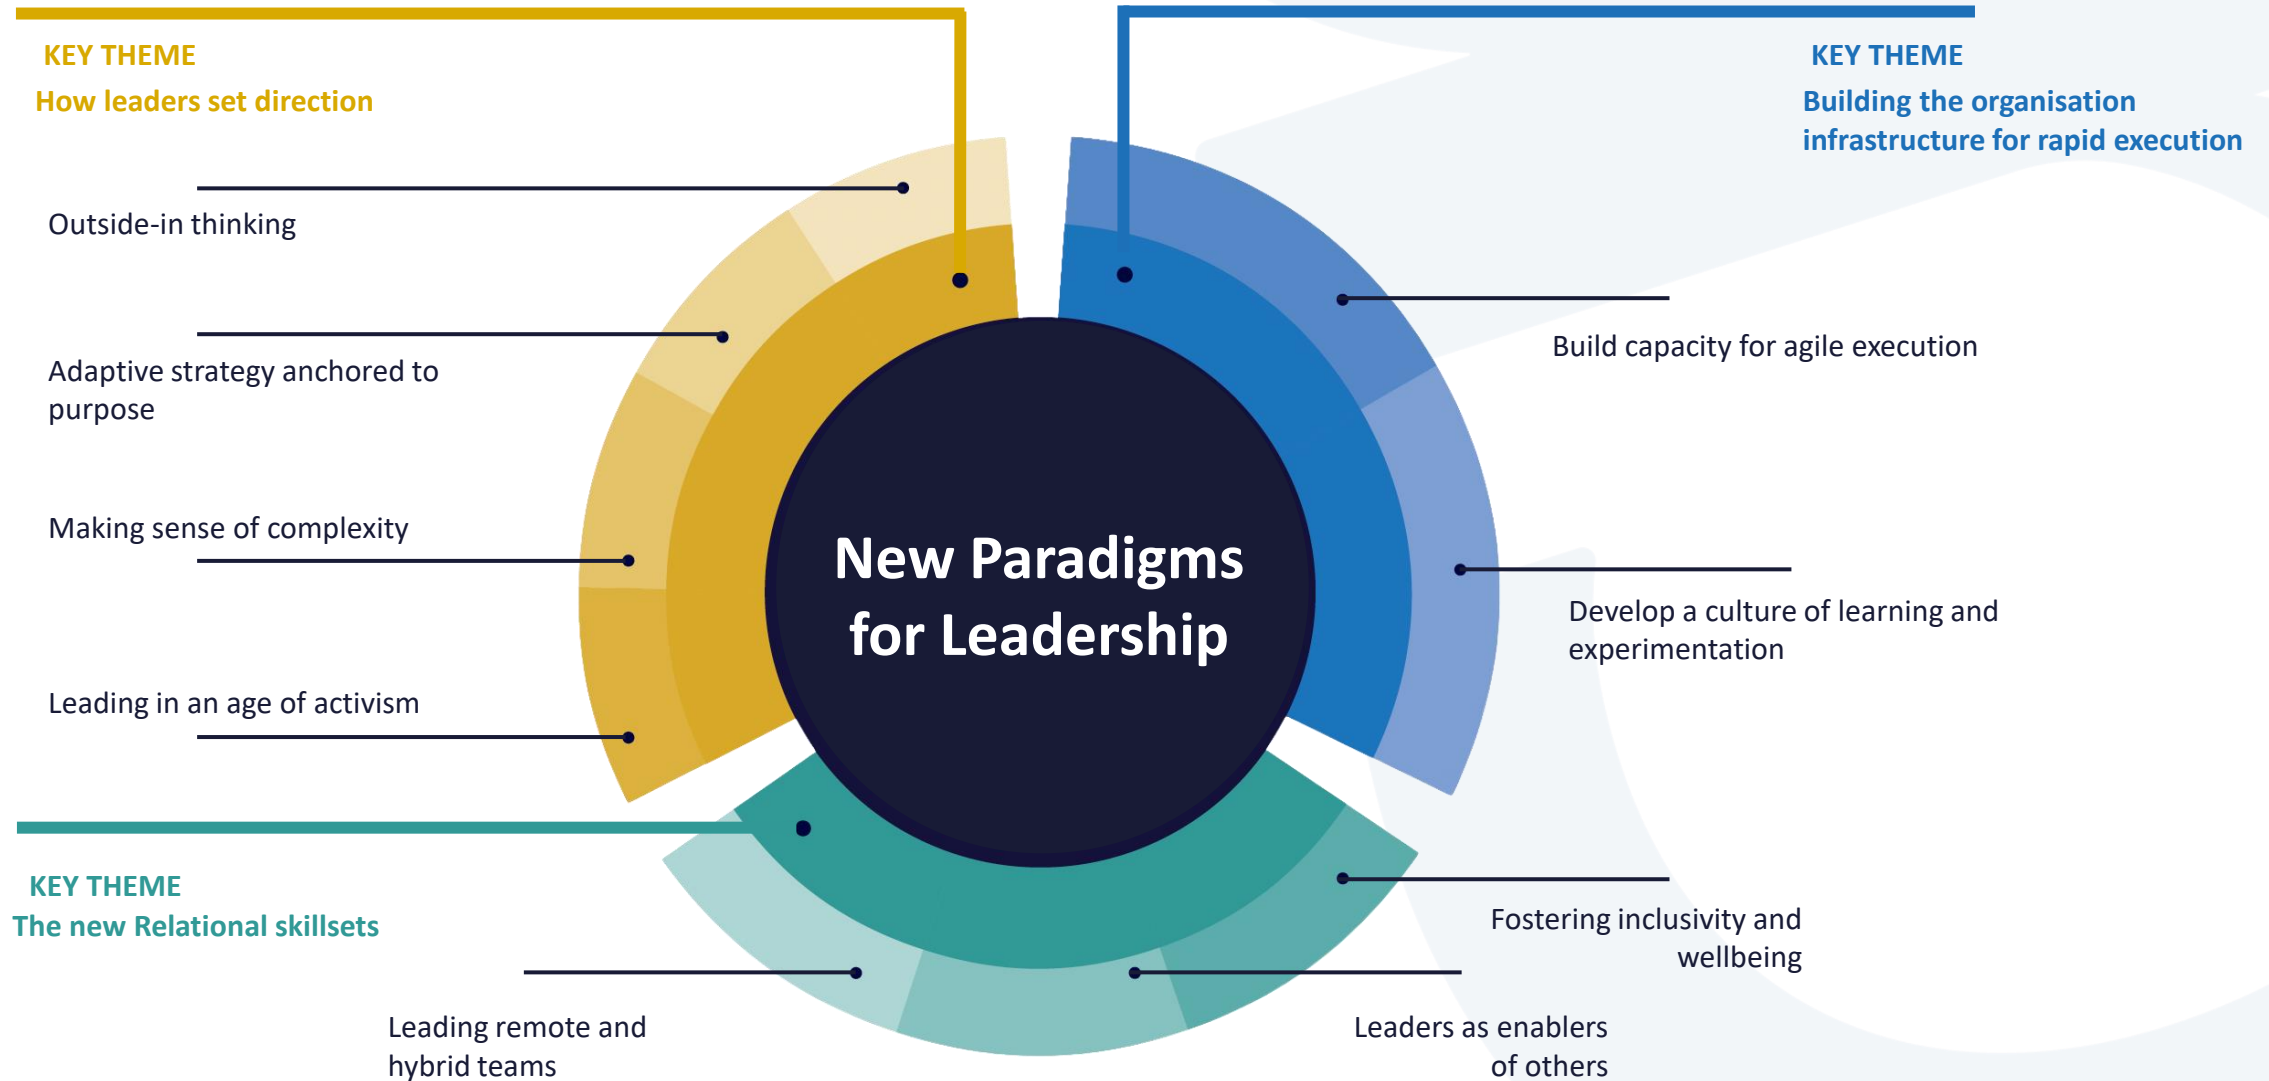 KEY THEME
How leaders set direction
Outside-in thinking
Adaptive strategy anchored to
purpose
Making sense of complexity
Leading in an age of activism
KEY THEME
The new Relational skillsets
Leading remote and
hybrid teams
New Paradigms
for Leadership
KEY THEME
Building the organisation
infrastructure for rapid execution
Build capacity for agile execution
Develop a culture of learning and
experimentation
Fostering inclusivity and
wellbeing
Leaders as enablers
of others